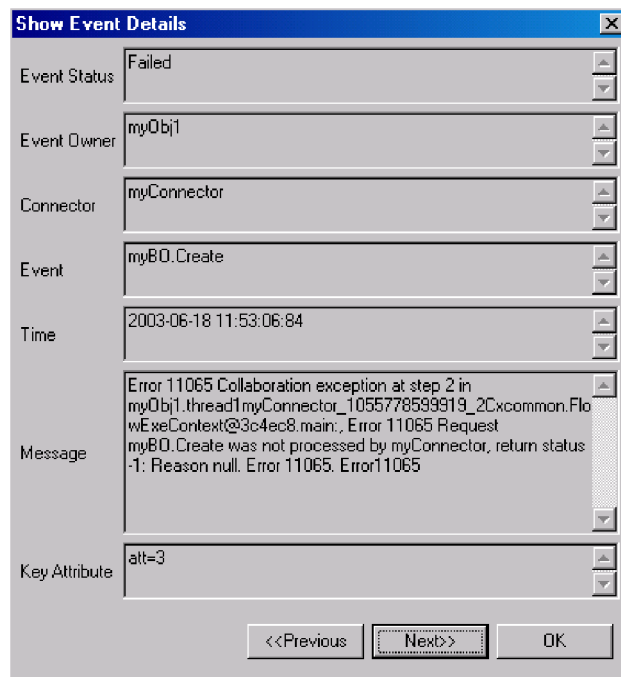 Show Event Details
Event Status
Failed
Event Owner
myObj1
Connector
myConnector
Event
myBO.Create
Time
2003-06-18 11:53:06:84
Message
Error 11065 Collaboration exception at step 2 in
myObj1.thread1myConnector_1055778599919_2Cxcommon.Flo
wExeContext@3c4ec8.main:, Error 11065 Request
myBO.Create was not processed by myConnector, return status
-1: Reason null. Error 11065. Error11065
Key Attribute
att=3
<<Previous
Next>>
OK